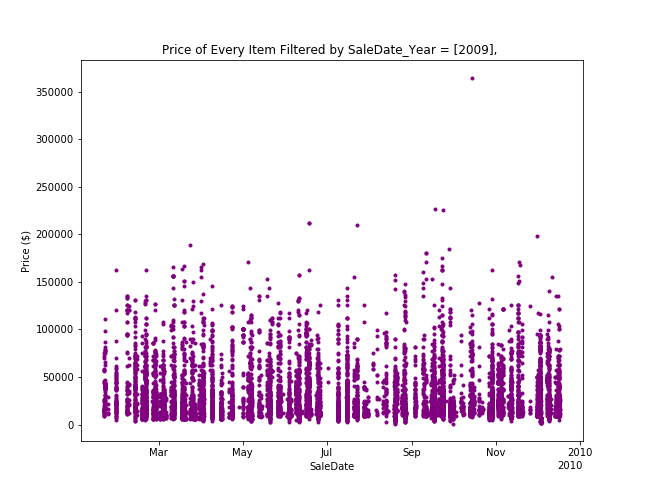 Price of Every Item Filtered by SaleDate_Year = [2009],
350000
300000
250000
200000
150000
100000
50000
0
Price ($)
Mar May Jul Sep Nov 2010
SaleDate
2010